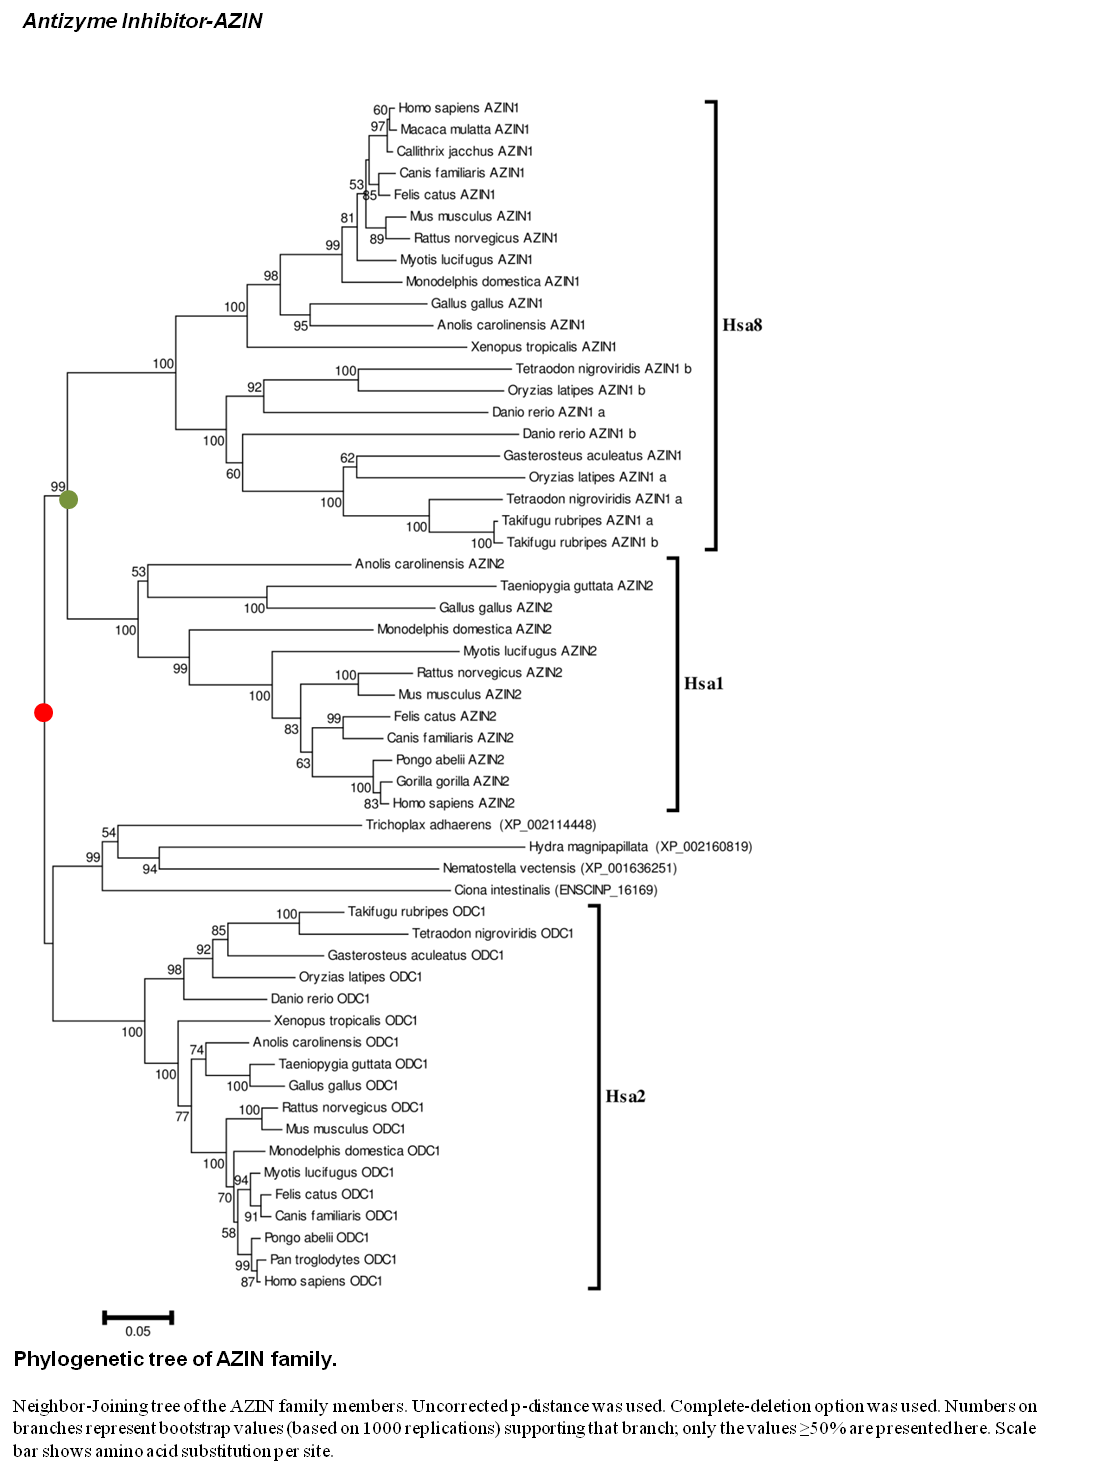 Antizyme Inhibitor-AZIN
60
Homo sapiens AZIN1
97
Macaca mulatta AZIN1
Callithrix jacchus AZIN1
Canis familiaris AZIN1
53
85
Felis catus AZIN1
81
Mus musculus AZIN1
89
Rattus norvegicus AZIN1
99
Myotis lucifugus AZIN1
98
Monodelphis domestica AZIN1
100
Gallus gallus AZIN1
95
Anolis carolinensis AZIN1
Hsa8
Xenopus tropicalis AZIN1
100
100
Tetraodon nigroviridis AZIN1 b
92
Oryzias latipes AZIN1 b
Danio rerio AZIN1 a
100
Danio rerio AZIN1 b
62
Gasterosteus aculeatus AZIN1
60
Oryzias latipes AZIN1 a
99
100
Tetraodon nigroviridis AZIN1 a
100
Takifugu rubripes AZIN1 a
100
Takifugu rubripes AZIN1 b
53
Anolis carolinensis AZIN2
Taeniopygia guttata AZIN2
100
Gallus gallus AZIN2
100
Monodelphis domestica AZIN2
99
Myotis lucifugus AZIN2
100
Rattus norvegicus AZIN2
Hsa1
100
Mus musculus AZIN2
83
99
Felis catus AZIN2
Canis familiaris AZIN2
63
Pongo abelii AZIN2
100
Gorilla gorilla AZIN2
83
Homo sapiens AZIN2
54
Trichoplax adhaerens (XP_002114448)
99
Hydra magnipapillata (XP_002160819)
94
Nematostella vectensis (XP_001636251)
Ciona intestinalis (ENSCINP_16169)
100
Takifugu rubripes ODC1
85
Tetraodon nigroviridis ODC1
92
Gasterosteus aculeatus ODC1
98
Oryzias latipes ODC1
Danio rerio ODC1
100
Xenopus tropicalis ODC1
74
Anolis carolinensis ODC1
100
Taeniopygia guttata ODC1
100
Gallus gallus ODC1
Hsa2
77
100
Rattus norvegicus ODC1
Mus musculus ODC1
100
Monodelphis domestica ODC1
94
Myotis lucifugus ODC1
70
Felis catus ODC1
91
Canis familiaris ODC1
58
Pongo abelii ODC1
99
Pan troglodytes ODC1
87
Homo sapiens ODC1
0.05
Phylogenetic tree of AZIN family.
Neighbor-Joining tree of the AZIN family members. Uncorrected p-distance was used. Complete-deletion option was used. Numbers on
branches represent bootstrap values (based on 1000 replications) supporting that branch; only the values ≥50% are presented here. Scale
bar shows amino acid substitution per site.